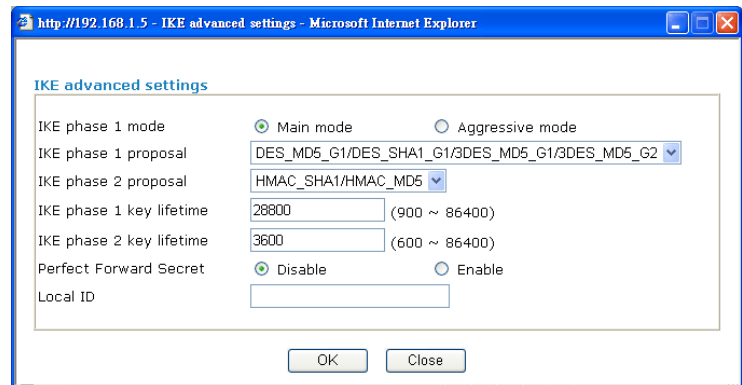 http://192.168.1.5 - IKE advanced settings - Microsoft Internet Explorer
IKE advanced settings
IKE phase 1 mode Main mode Aggressive mode
IKE phase 1 proposal DES_MD5_G1/DES_SHA1_G1/3DES_MD5_G1/3DES_MD5_G2
IKE phase 2 proposal HMAC_SHA1/HMAC_MD5
IKE phase 1 key lifetime 28800 (900 ~ 86400)
IKE phase 2 key lifetime 3600 (600 ~ 86400)
Perfect Forward Secret Disable Enable
Local ID
OK Close